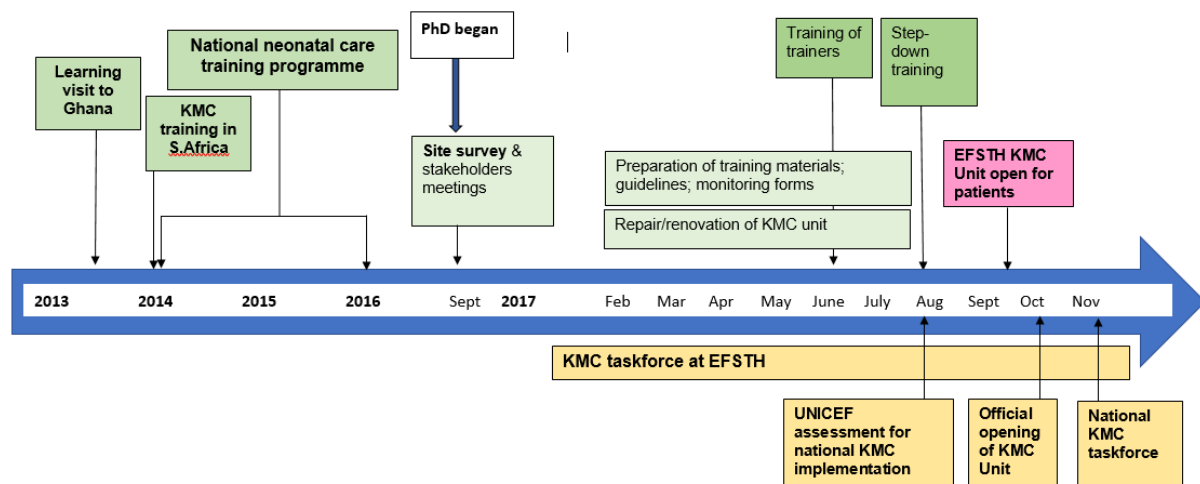 Learning
visit to
Ghana
KMC
training in
S.Africa
National neonatal care
training programme
PhD began
Site survey &
stakeholders
meetings
Training of
trainers
Step-
down
training
Preparation of training materials;
guidelines; monitoring forms
Repair/renovation of KMC unit
EFSTH KMC
Unit open for
patients
2013 2014 2015 2016 Sept 2017 Feb Mar Apr May June July Aug Sept Oct Nov
KMC taskforce at EFSTH
UNICEF
assessment for
national KMC
implementation
Official
opening
of KMC
Unit
National
KMC
taskforce